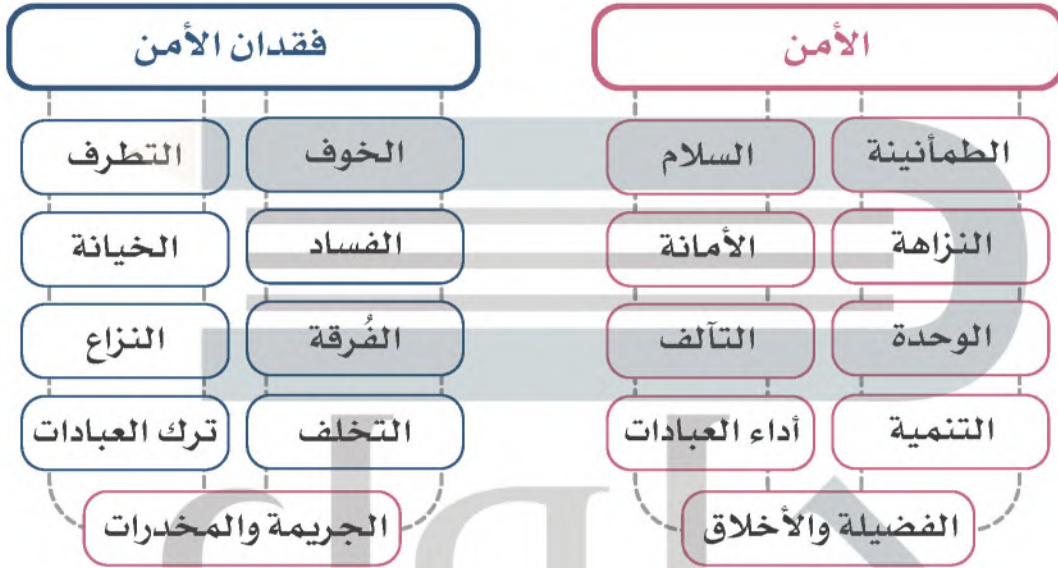 الأمن
الطمأنينة
السلام
النزاهة
الأمانة
الوحدة
التآلف
التنمية
أداء العبادات
الفضيلة والأخلاق
فقدان الأمن
الخوف
التطرف
الفساد
الخيانة
الفُرقة
النزاع
التخلف
ترك العبادات
الجريمة والمخدرات